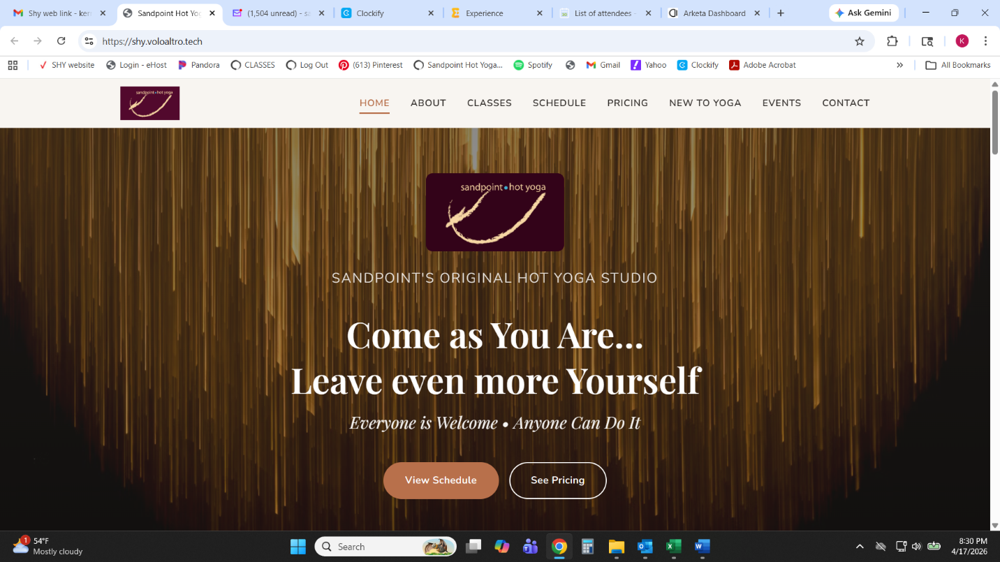 Shy web link - ker
Sandpoint Hot Yo
(1,504 unread) - sa
Clockify
Experience
List of attendees -
Arketa Dashboard
Ask Gemini
https://shy.voloaltro.tech
K
SHY website
Login - eHost
Pandora
CLASSES
Log Out
(613) Pinterest
Sandpoint Hot Yoga...
Spotify
Gmail
Yahoo
Clockify
Adobe Acrobat
All Bookmarks
sandpoint•hot yoga
HOME
ABOUT
CLASSES
SCHEDULE
PRICING
NEW TO YOGA
EVENTS
CONTACT
sandpoint•hot yoga
SANDPOINT'S ORIGINAL HOT YOGA STUDIO
Come as You Are...
Leave even more Yourself
Everyone is Welcome • Anyone Can Do It
View Schedule
See Pricing
1
54°F
Mostly cloudy
Search
8:30 PM
4/17/2026